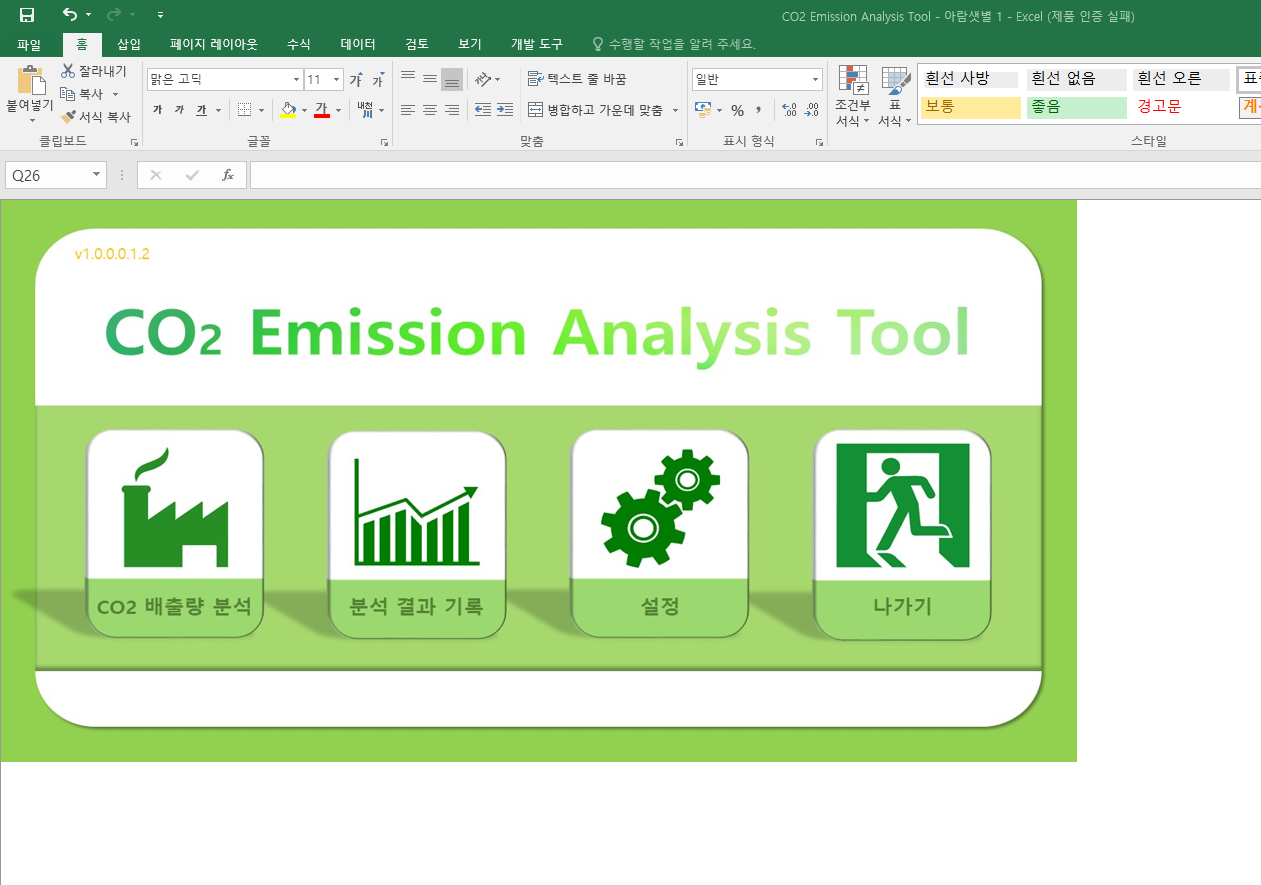 CO2 Emission Analysis Tool - 아람샛별 1 - Excel (제품 인증 실패)
파일 홈 삽입 페이지 레이아웃 수식 데이터 검토 보기 개발 도구 수행할 작업을 알려 주세요.
붙여넣기
잘라내기
복사
서식 복사
클립보드
맑은 고딕 11
가 가
가 가 가 가 내천
글꼴
텍스트 줄 바꿈
병합하고 가운데 맞춤
맞춤
일반
%
표시 형식
조건부 서식
표 서식
흰선 사방 흰선 없음 흰선 오른
보통 좋음 경고문
스타일
Q26 fx
v1.0.0.0.1.2
CO2 Emission Analysis Tool
CO2 배출량 분석 분석 결과 기록 설정 나가기